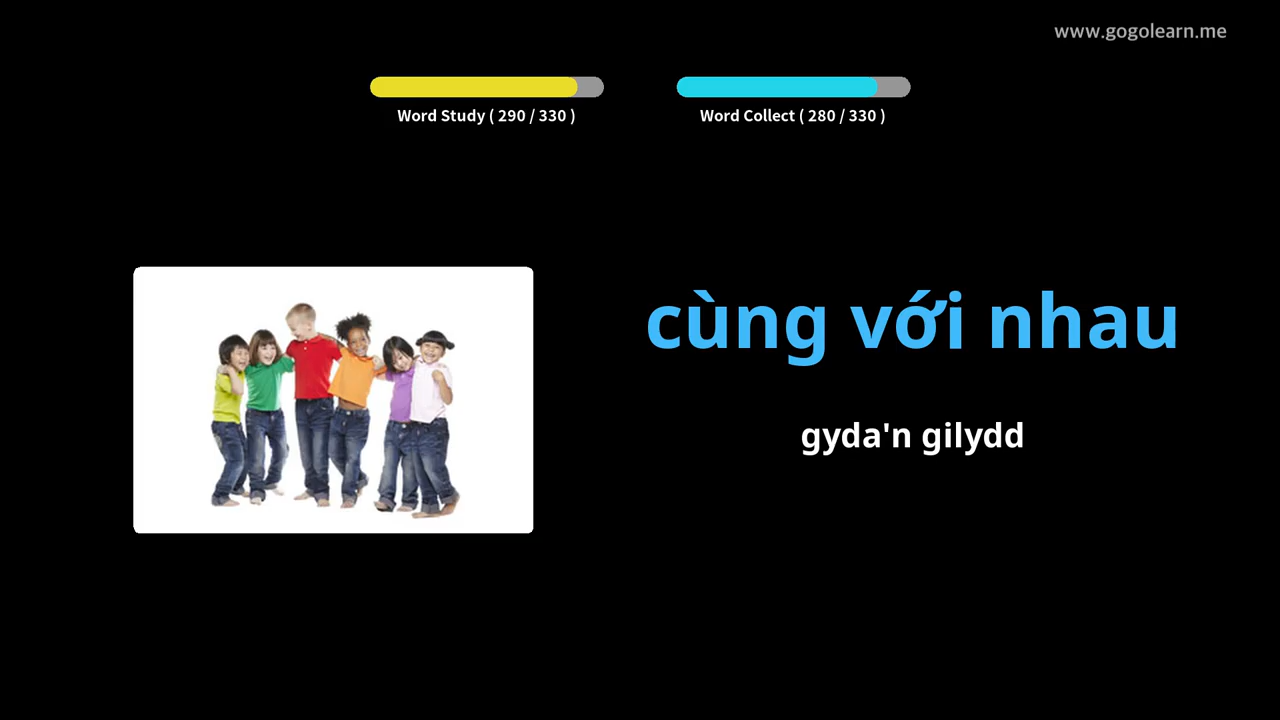 www.gogolearn.me
Word Study ( 290 / 330 )
Word Collect ( 280 / 330 )
cùng với nhau
gyda'n gilydd